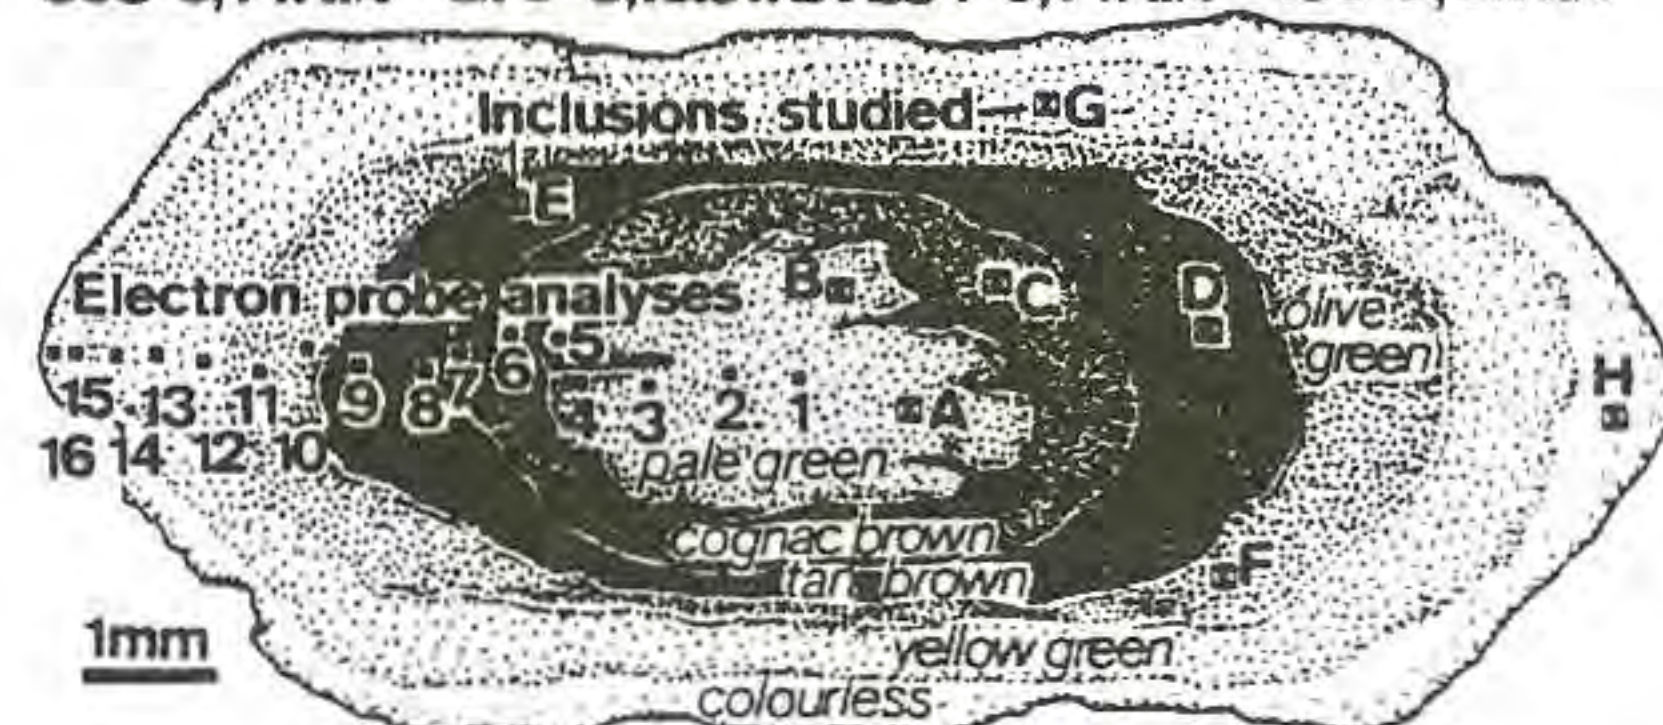 Inclusions studied—G
E
Electron probe analyses
B
C
D
olive
green
5
6
7
9 8
4 3 2 1 A
H
15 13 11
16 14 12 10
pale green
cognac brown
tan brown
F
1mm
yellow green
colourless